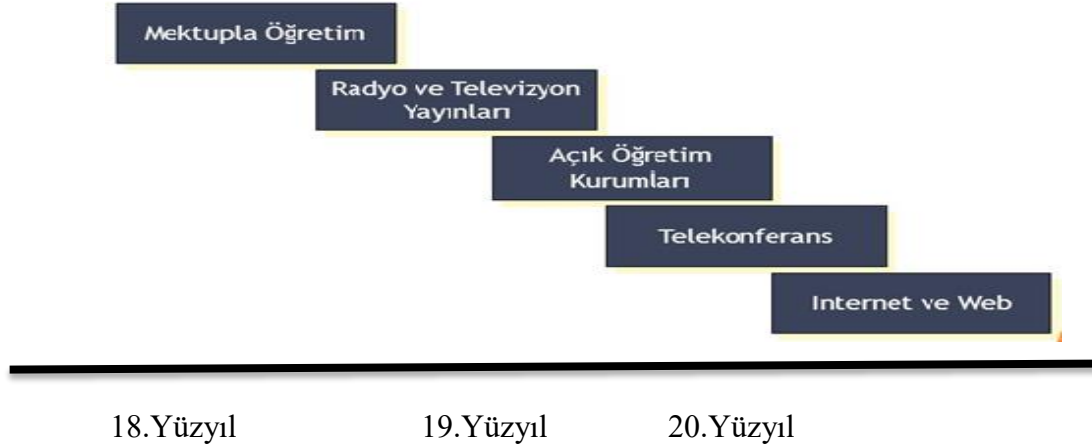 Mektupla Öğretim
Radyo ve Televizyon
Yayınları
Açık Öğretim
Kurumları
Telekonferans
Internet ve Web
18.Yüzyıl 19.Yüzyıl 20.Yüzyıl